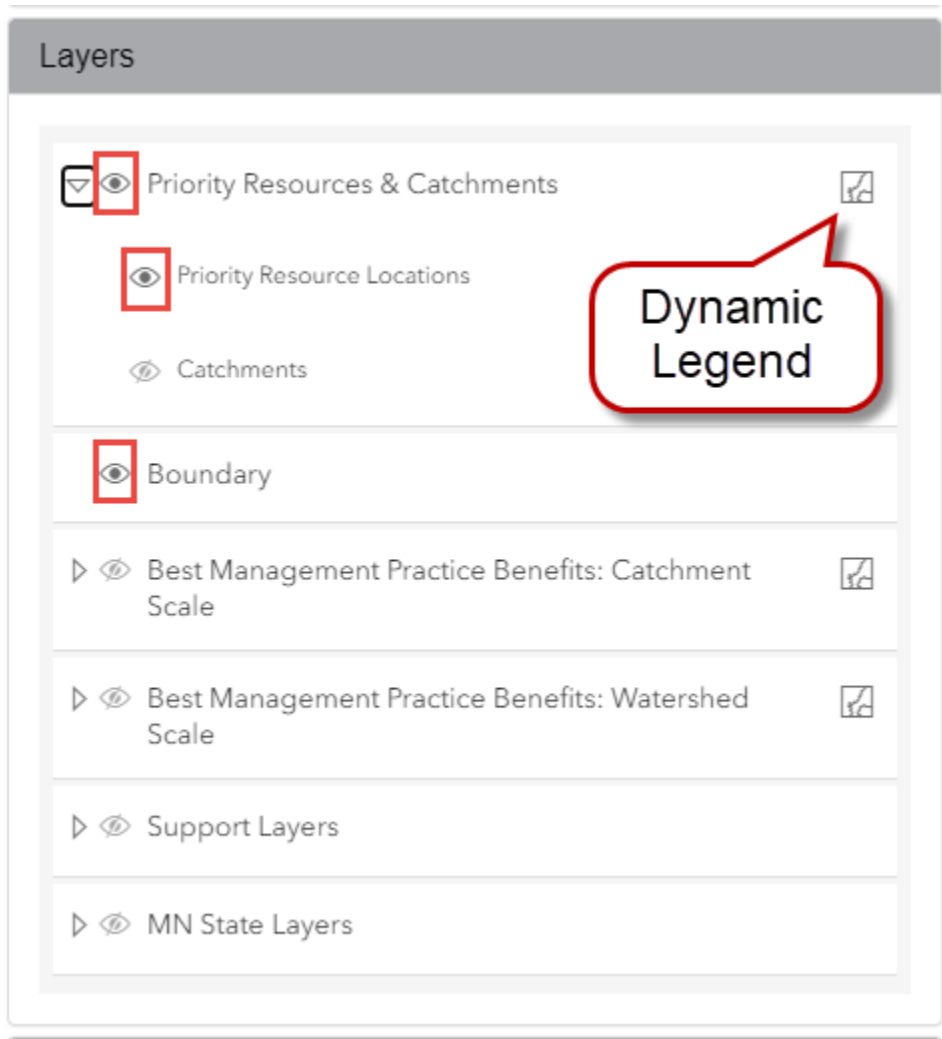 Layers
Priority Resources & Catchments
Priority Resource Locations
Dynamic
Legend
Catchments
Boundary
Best Management Practice Benefits: Catchment
Scale
Best Management Practice Benefits: Watershed
Scale
Support Layers
MN State Layers